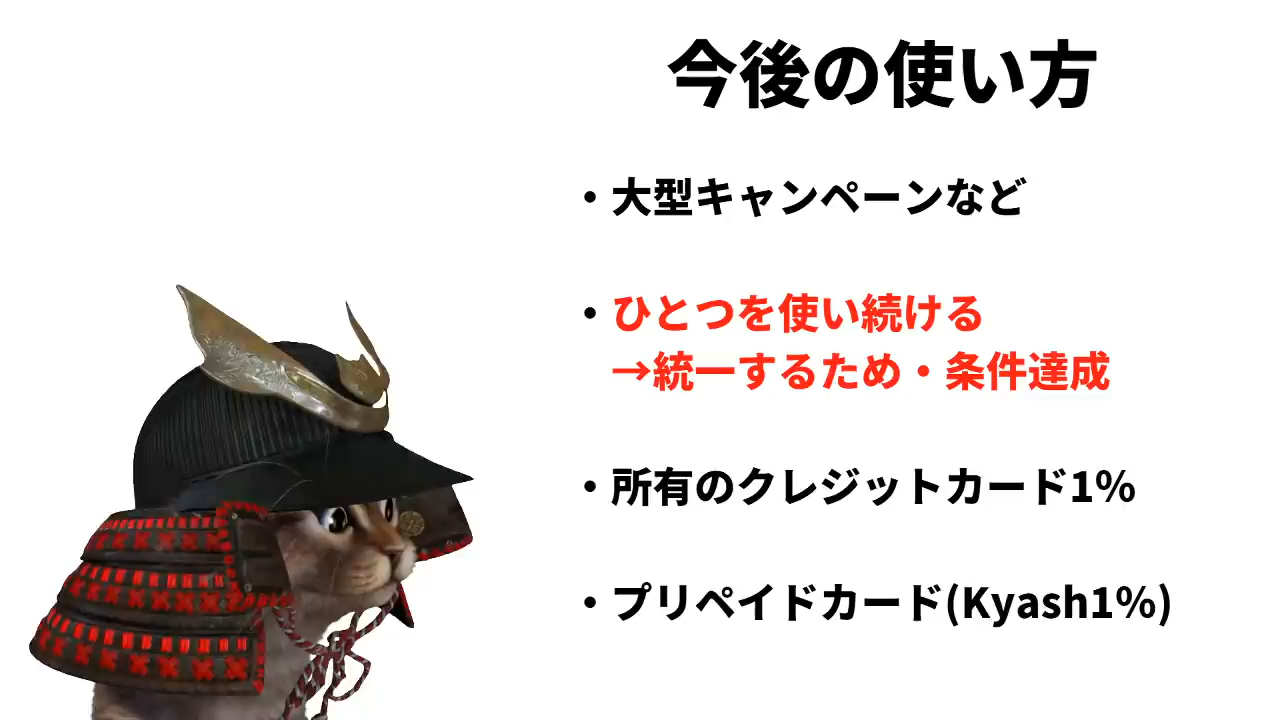 今後の使い方
・大型キャンペーンなど
・ひとつを使い続ける
→統一するため・条件達成
・所有のクレジットカード1%
・プリペイドカード(Kyash1%)